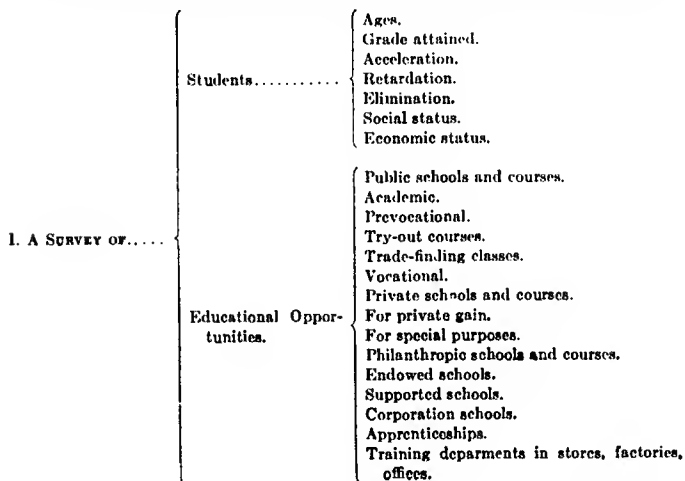 I. A SURVEY OF.....
Students............
Ages.
Grade attained.
Acceleration.
Retardation.
Elimination.
Social status.
Economic status.
Educational Oppor-
tunities.
Public schools and courses.
Academic.
Prevocational.
Try-out courses.
Trade-finding classes.
Vocational.
Private schools and courses.
For private gain.
For special purposes.
Philanthropic schools and courses.
Endowed schools.
Supported schools.
Corporation schools.
Apprenticeships.
Training deparments in stores, factories,
offices.